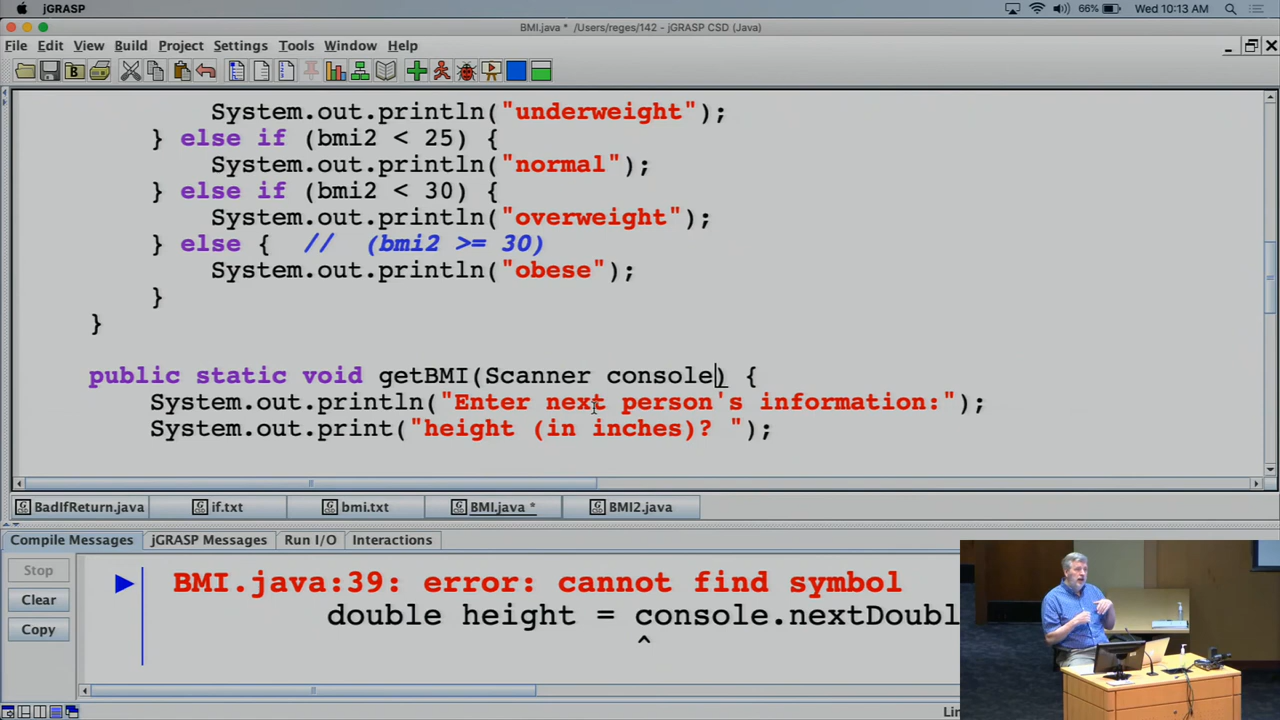 jGRASP 66% Wed 10:13 AM
BMI.java * /Users/reges/142 - jGRASP CSD (Java)
File Edit View Build Project Settings Tools Window Help
System.out.println("underweight");
} else if (bmi2 < 25) {
System.out.println("normal");
} else if (bmi2 < 30) {
System.out.println("overweight");
} else { // (bmi2 >= 30)
System.out.println("obese");
}
}
public static void getBMI(Scanner console) {
System.out.println("Enter next person's information:");
System.out.print("height (in inches)? ");
BadIfReturn.java if.txt bmi.txt BMI.java * BMI2.java
Compile Messages jGRASP Messages Run I/O Interactions
Stop
Clear
Copy
BMI.java:39: error: cannot find symbol
double height = console.nextDoubl
^